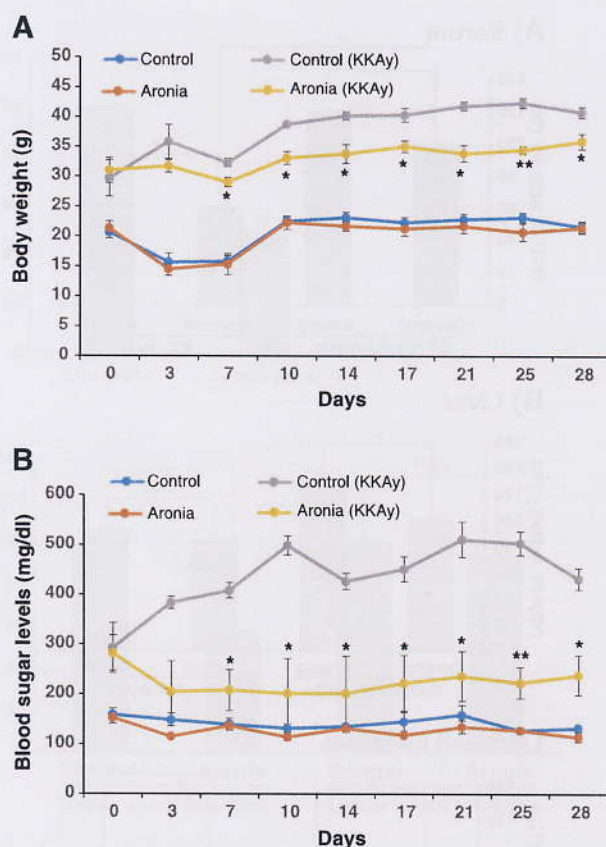 A
Control
Control (KKAy)
Aronia
Aronia (KKAy)
50
45
40
35
30
25
20
15
10
5
0
Body weight (g)
* * * * * ** *
0 3 7 10 14 17 21 25 28
Days
B
Control
Control (KKAy)
Aronia
Aronia (KKAy)
600
500
400
300
200
100
0
Blood sugar levels (mg/dl)
* * * * * ** *
0 3 7 10 14 17 21 25 28
Days